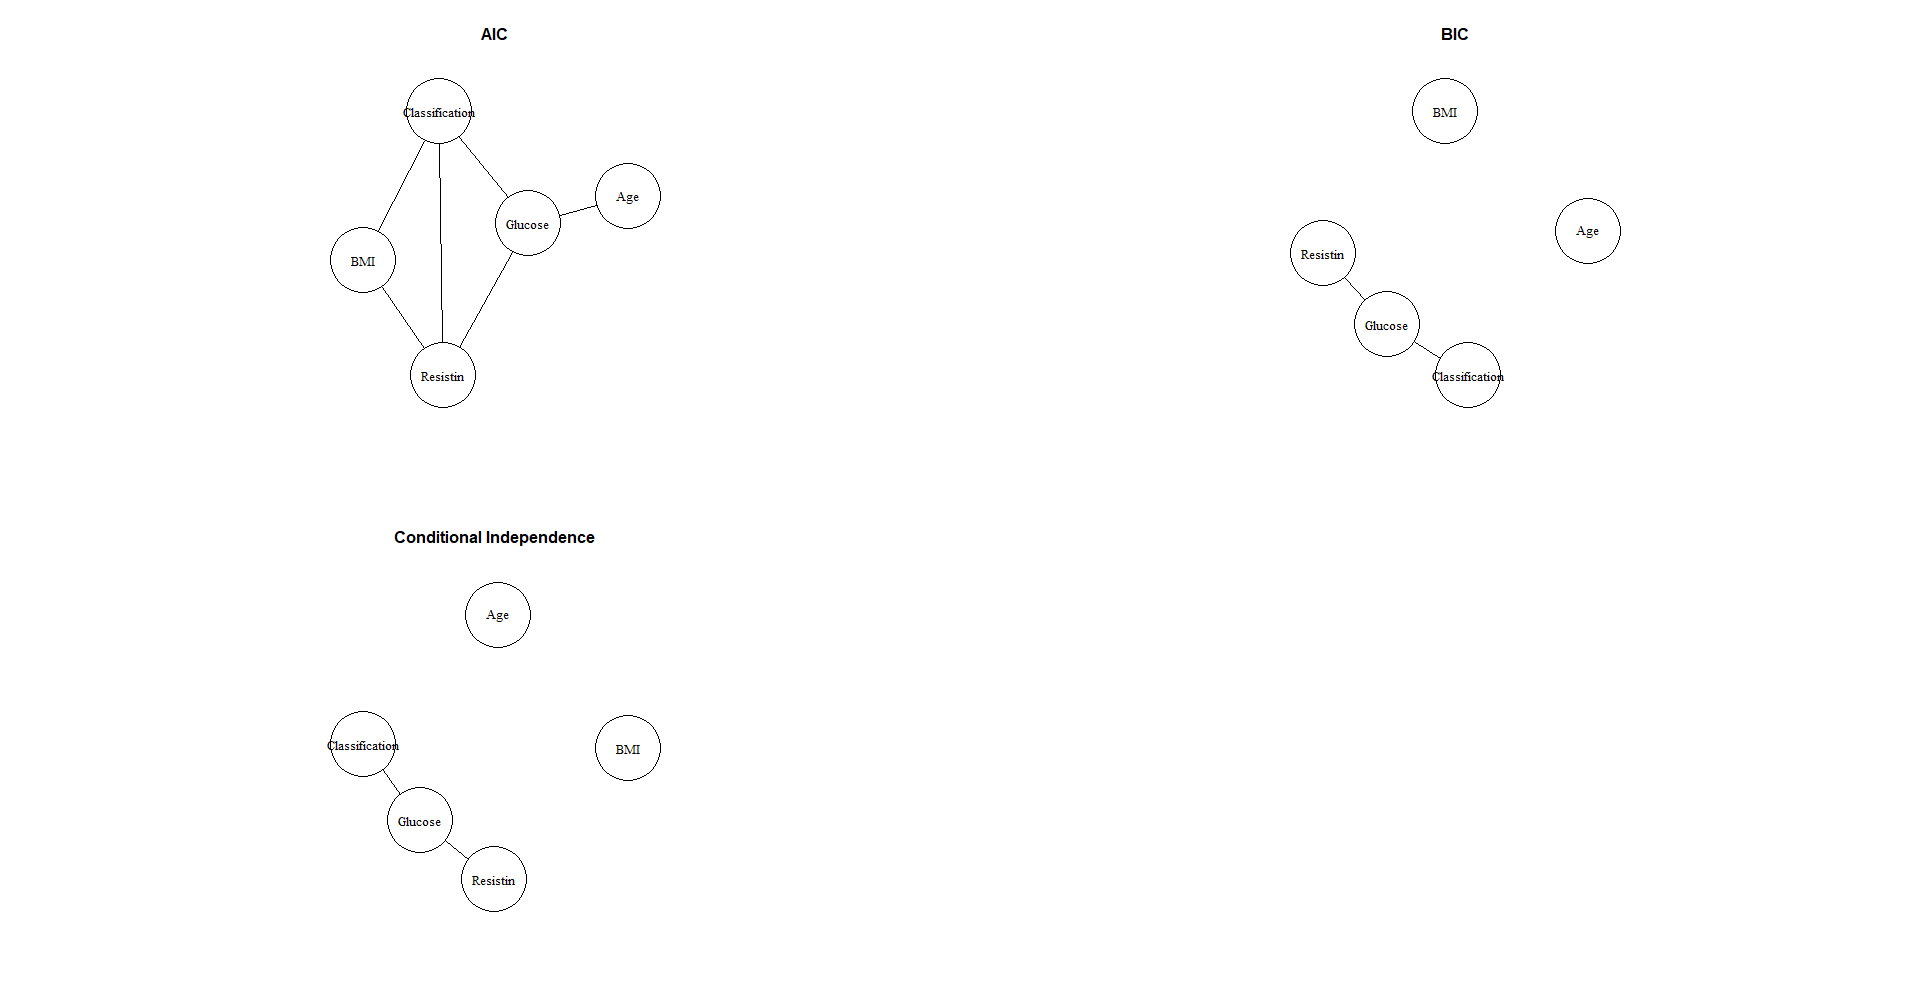 AIC
Classification
Age
Glucose
BMI
Resistin
BIC
BMI
Age
Resistin
Glucose
Classification
Conditional Independence
Age
Classification
BMI
Glucose
Resistin